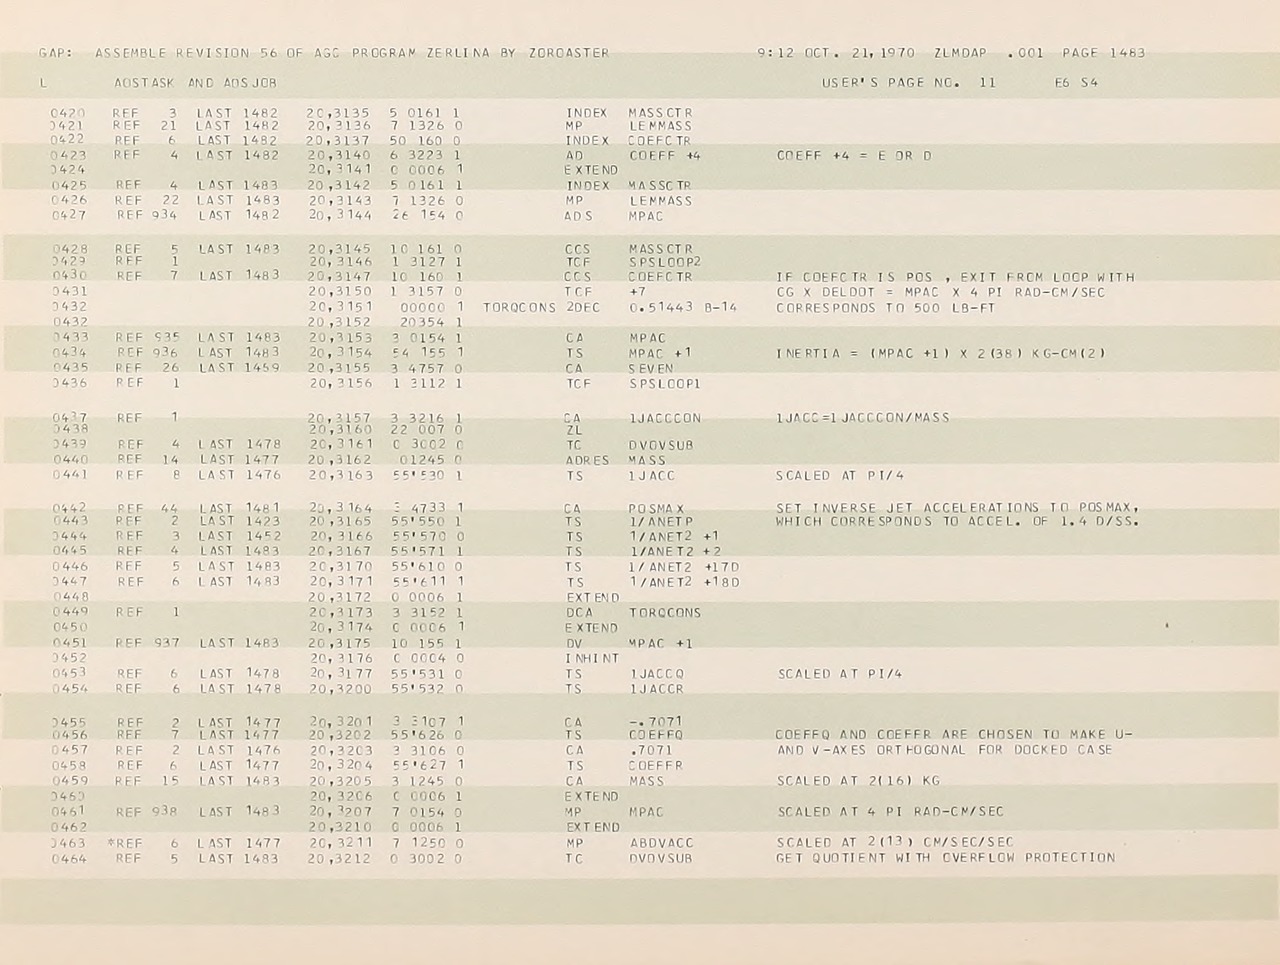 GAP: ASSEMBLE REVISION 56 OF AGC PROGRAM ZERLINA BY ZOROASTER 9:12 OCT. 21,1970 ZLMDAP .001 PAGE 1483
L AOSTASK AND AOSJOB USER'S PAGE NO. 11 E6 S4
0420 REF 3 LAST 1482 20,3135 5 0161 1 INDEX MASSCTR
0421 REF 21 LAST 1482 20,3136 7 1326 0 MP LEMMASS
0422 REF 6 LAST 1482 20,3137 50 160 0 INDEX COEFCTR
0423 REF 4 LAST 1482 20,3140 6 3223 1 AD COEFF +4 COEFF +4 = E OR D
0424 20,3141 0 0006 1 EXTEND
0425 REF 4 LAST 1483 20,3142 5 0161 1 INDEX MASSCTR
0426 REF 22 LAST 1483 20,3143 7 1326 0 MP LEMMASS
0427 REF 934 LAST 1482 20,3144 26 154 0 ADS MPAC
0428 REF 5 LAST 1483 20,3145 10 161 0 CCS MASSCTR
0429 REF 1 20,3146 1 3127 1 TCF SPSLOOP2
0430 REF 7 LAST 1483 20,3147 10 160 1 CCS COEFCTR IF COEFCTR IS POS , EXIT FROM LOOP WITH
0431 20,3150 1 3157 0 TCF +7 CG X DELDOT = MPAC X 4 PI RAD-CM/SEC
0432 20,3151 00000 1 TORQCONS 2DEC 0.51443 B-14 CORRESPONDS TO 500 LB-FT
0432 20,3152 20354 1
0433 REF 935 LAST 1483 20,3153 3 0154 1 CA MPAC
0434 REF 936 LAST 1483 20,3154 54 155 1 TS MPAC +1 INERTIA = (MPAC +1) X 2(38) KG-CM(2)
0435 REF 26 LAST 1459 20,3155 3 4757 0 CA SEVEN
0436 REF 1 20,3156 1 3112 1 TCF SPSLOOP1
0437 REF 1 20,3157 3 3216 1 CA 1JACCCON 1JACC=1JACCCON/MASS
0438 20,3160 22 007 0 ZL
0439 REF 4 LAST 1478 20,3161 0 3002 0 TC DVOVSUB
0440 REF 14 LAST 1477 20,3162 01245 0 ADRES MASS
0441 REF 8 LAST 1476 20,3163 55'530 1 TS 1JACC SCALED AT PI/4
0442 REF 44 LAST 1481 20,3164 3 4733 1 CA POSMAX SET INVERSE JET ACCELERATIONS TO POSMAX,
0443 REF 2 LAST 1423 20,3165 55'550 1 TS 1/ANETP WHICH CORRESPONDS TO ACCEL. OF 1.4 D/SS.
0444 REF 3 LAST 1452 20,3166 55'570 0 TS 1/ANET2 +1
0445 REF 4 LAST 1483 20,3167 55'571 1 TS 1/ANET2 +2
0446 REF 5 LAST 1483 20,3170 55'610 0 TS 1/ANET2 +17D
0447 REF 6 LAST 1483 20,3171 55'611 1 TS 1/ANET2 +18D
0448 20,3172 0 0006 1 EXTEND
0449 REF 1 20,3173 3 3152 1 DCA TORQCONS
0450 20,3174 0 0006 1 EXTEND
0451 REF 937 LAST 1483 20,3175 10 155 1 DV MPAC +1
0452 20,3176 0 0004 0 INHINT
0453 REF 6 LAST 1478 20,3177 55'531 0 TS 1JACCQ SCALED AT PI/4
0454 REF 6 LAST 1478 20,3200 55'532 0 TS 1JACCR
0455 REF 2 LAST 1477 20,3201 3 3107 1 CA -.7071
0456 REF 7 LAST 1477 20,3202 55'626 0 TS COEFFQ COEFFQ AND COEFFR ARE CHOSEN TO MAKE U-
0457 REF 2 LAST 1476 20,3203 3 3106 0 CA .7071 AND V-AXES ORTHOGONAL FOR DOCKED CASE
0458 REF 6 LAST 1477 20,3204 55'627 1 TS COEFFR
0459 REF 15 LAST 1483 20,3205 3 1245 0 CA MASS SCALED AT 2(16) KG
0460 20,3206 0 0006 1 EXTEND
0461 REF 938 LAST 1483 20,3207 7 0154 0 MP MPAC SCALED AT 4 PI RAD-CM/SEC
0462 20,3210 0 0006 1 EXTEND
0463 *REF 6 LAST 1477 20,3211 7 1250 0 MP ABDVACC SCALED AT 2(13) CM/SEC/SEC
0464 REF 5 LAST 1483 20,3212 0 3002 0 TC DVOVSUB GET QUOTIENT WITH OVERFLOW PROTECTION